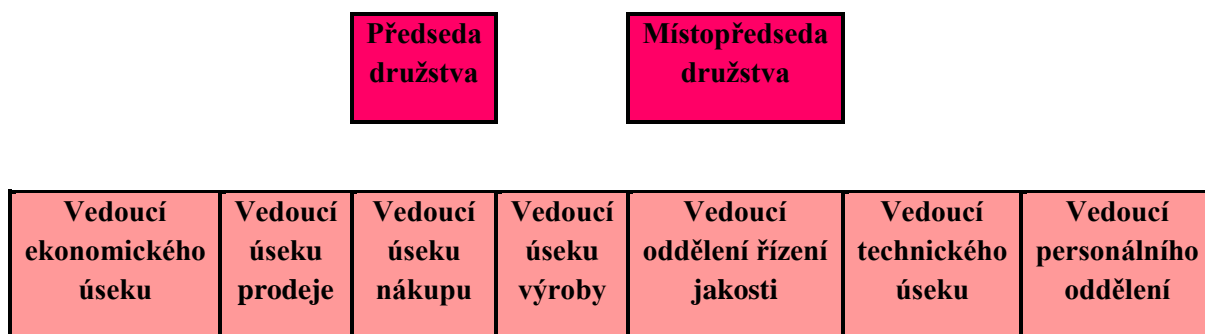 Předseda
družstva
Místopředseda
družstva
Vedoucí
ekonomického
úseku
Vedoucí
úseku
prodeje
Vedoucí
úseku
nákupu
Vedoucí
úseku
výroby
Vedoucí
oddělení řízení
jakosti
Vedoucí
technického
úseku
Vedoucí
personálního
oddělení